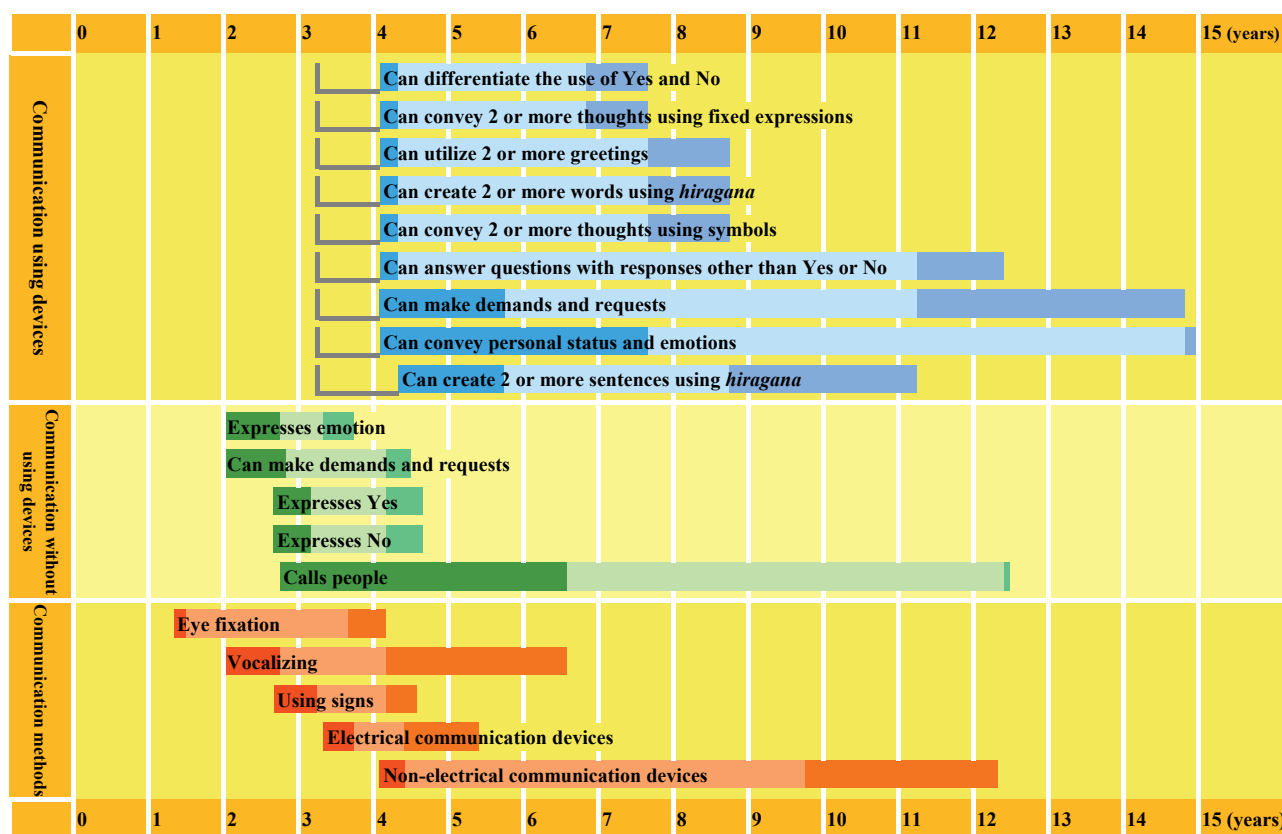 0 1 2 3 4 5 6 7 8 9 10 11 12 13 14 15 (years)
Communication using devices
Can differentiate the use of Yes and No
Can convey 2 or more thoughts using fixed expressions
Can utilize 2 or more greetings
Can create 2 or more words using hiragana
Can convey 2 or more thoughts using symbols
Can answer questions with responses other than Yes or No
Can make demands and requests
Can convey personal status and emotions
Can create 2 or more sentences using hiragana
Communication without
using devices
Expresses emotion
Can make demands and requests
Expresses Yes
Expresses No
Calls people
Communication methods
Eye fixation
Vocalizing
Using signs
Electrical communication devices
Non-electrical communication devices
0 1 2 3 4 5 6 7 8 9 10 11 12 13 14 15 (years)